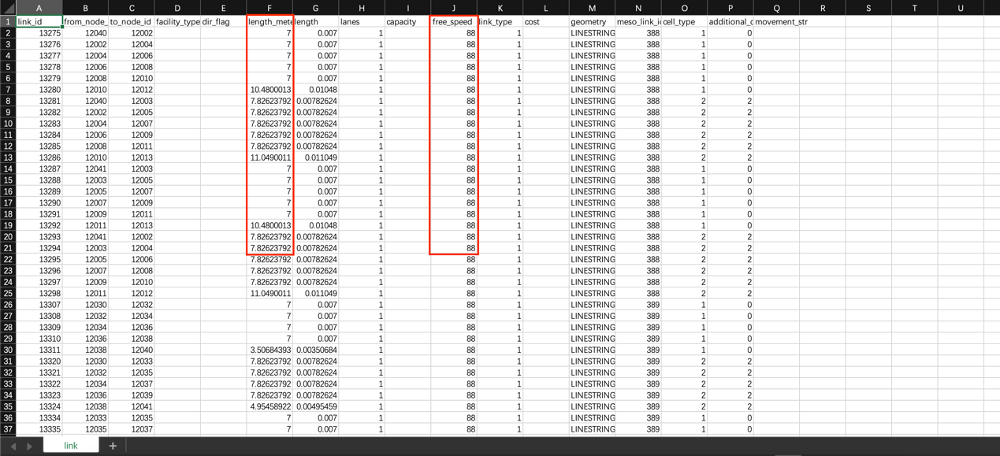 A B C D E F G H I J K L M N O P Q R S T U
1 link_id from_node_ to_node_id facility_type dir_flag length_mete length lanes capacity free_speed link_type cost geometry meso_link_i cell_type additional_c movement_str
2 13275 12040 12002 7 0.007 1 88 1 LINESTRING 388 1 0
3 13276 12002 12004 7 0.007 1 88 1 LINESTRING 388 1 0
4 13277 12004 12006 7 0.007 1 88 1 LINESTRING 388 1 0
5 13278 12006 12008 7 0.007 1 88 1 LINESTRING 388 1 0
6 13279 12008 12010 7 0.007 1 88 1 LINESTRING 388 1 0
7 13280 12010 12012 10.4800013 0.01048 1 88 1 LINESTRING 388 1 0
8 13281 12040 12003 7.82623792 0.00782624 1 88 1 LINESTRING 388 2 2
9 13282 12002 12005 7.82623792 0.00782624 1 88 1 LINESTRING 388 2 2
10 13283 12004 12007 7.82623792 0.00782624 1 88 1 LINESTRING 388 2 2
11 13284 12006 12009 7.82623792 0.00782624 1 88 1 LINESTRING 388 2 2
12 13285 12008 12011 7.82623792 0.00782624 1 88 1 LINESTRING 388 2 2
13 13286 12010 12013 11.0490011 0.011049 1 88 1 LINESTRING 388 2 2
14 13287 12041 12003 7 0.007 1 88 1 LINESTRING 388 1 0
15 13288 12003 12005 7 0.007 1 88 1 LINESTRING 388 1 0
16 13289 12005 12007 7 0.007 1 88 1 LINESTRING 388 1 0
17 13290 12007 12009 7 0.007 1 88 1 LINESTRING 388 1 0
18 13291 12009 12011 7 0.007 1 88 1 LINESTRING 388 1 0
19 13292 12011 12013 10.4800013 0.01048 1 88 1 LINESTRING 388 1 0
20 13293 12041 12002 7.82623792 0.00782624 1 88 1 LINESTRING 388 2 2
21 13294 12003 12004 7.82623792 0.00782624 1 88 1 LINESTRING 388 2 2
22 13295 12005 12006 7.82623792 0.00782624 1 88 1 LINESTRING 388 2 2
23 13296 12007 12008 7.82623792 0.00782624 1 88 1 LINESTRING 388 2 2
24 13297 12009 12010 7.82623792 0.00782624 1 88 1 LINESTRING 388 2 2
25 13298 12011 12012 11.0490011 0.011049 1 88 1 LINESTRING 388 2 2
26 13307 12030 12032 7 0.007 1 88 1 LINESTRING 389 1 0
27 13308 12032 12034 7 0.007 1 88 1 LINESTRING 389 1 0
28 13309 12034 12036 7 0.007 1 88 1 LINESTRING 389 1 0
29 13310 12036 12038 7 0.007 1 88 1 LINESTRING 389 1 0
30 13311 12038 12040 3.50684393 0.00350684 1 88 1 LINESTRING 389 1 0
31 13320 12030 12033 7.82623792 0.00782624 1 88 1 LINESTRING 389 2 2
32 13321 12032 12035 7.82623792 0.00782624 1 88 1 LINESTRING 389 2 2
33 13322 12034 12037 7.82623792 0.00782624 1 88 1 LINESTRING 389 2 2
34 13323 12036 12039 7.82623792 0.00782624 1 88 1 LINESTRING 389 2 2
35 13324 12038 12041 4.95458922 0.00495459 1 88 1 LINESTRING 389 2 2
36 13334 12033 12035 7 0.007 1 88 1 LINESTRING 389 1 0
37 13335 12035 12037 7 0.007 1 88 1 LINESTRING 389 1 0
link +